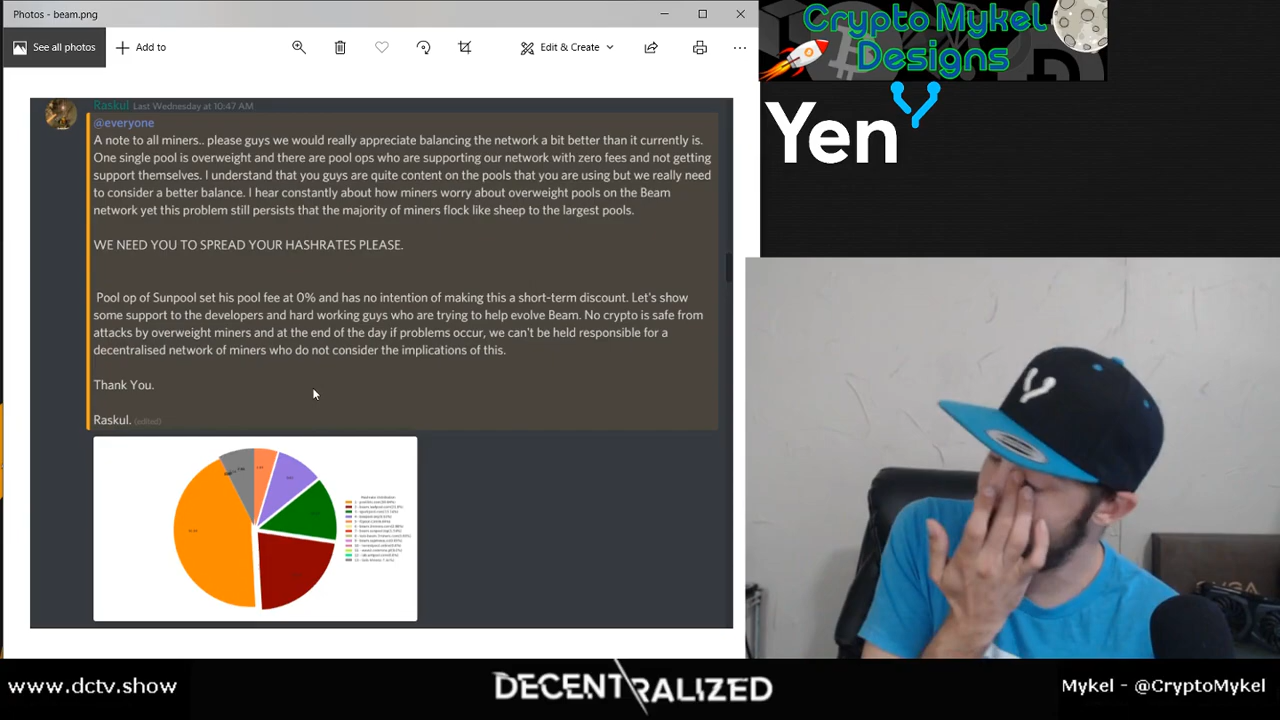 Photos - beam.png
See all photos
Add to
Edit & Create
Crypto Mykel
Designs
Yen
Raskul Last Wednesday at 10:47 AM
@everyone
A note to all miners.. please guys we would really appreciate balancing the network a bit better than it currently is.
One single pool is overweight and there are pool ops who are supporting our network with zero fees and not getting
support themselves. I understand that you guys are quite content on the pools that you are using but we really need
to consider a better balance. I hear constantly about how miners worry about overweight pools on the Beam
network yet this problem still persists that the majority of miners flock like sheep to the largest pools.
WE NEED YOU TO SPREAD YOUR HASHRATES PLEASE.
Pool op of Sunpool set his pool fee at 0% and has no intention of making this a short-term discount. Let's show
some support to the developers and hard working guys who are trying to help evolve Beam. No crypto is safe from
attacks by overweight miners and at the end of the day if problems occur, we can't be held responsible for a
decentralised network of miners who do not consider the implications of this.
Thank You.
Raskul. (edited)
EVGA
www.dctv.show
DECENTRALIZED
Mykel - @CryptoMykel